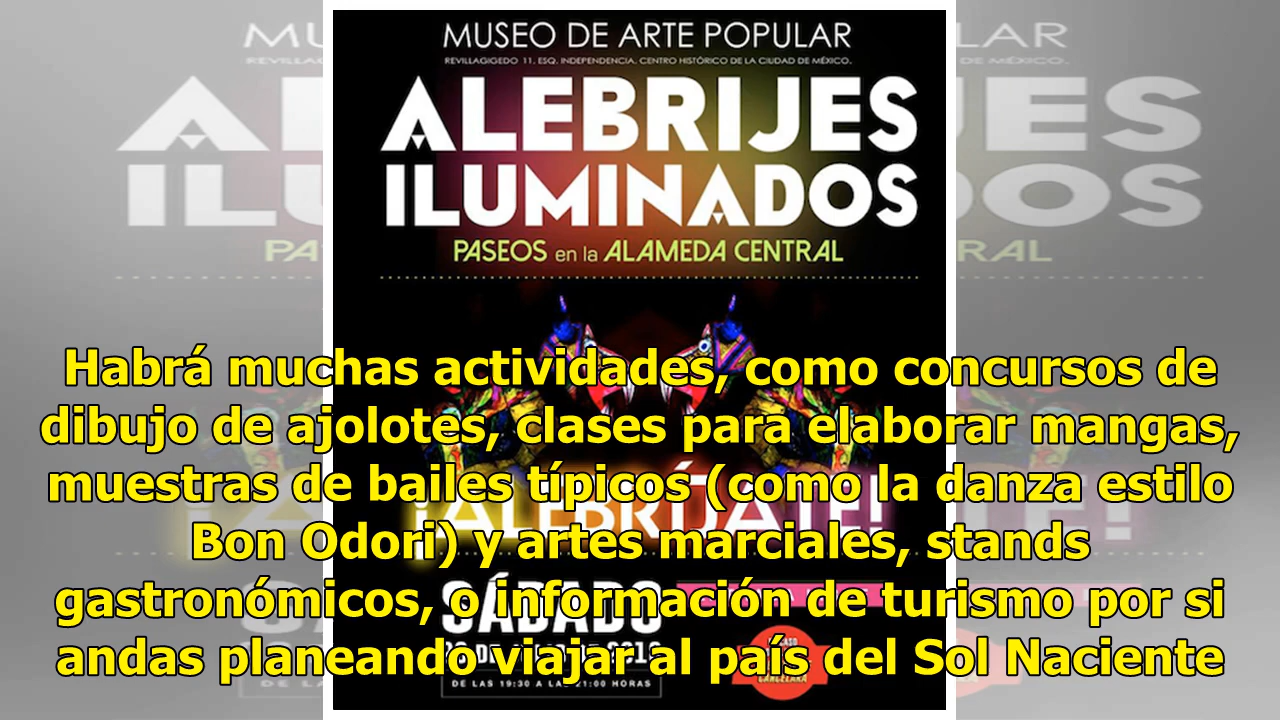 MUSEO DE ARTE POPULAR
REVILLAGIGEDO 11. ESQ. INDEPENDENCIA. CENTRO HISTÓRICO DE LA CIUDAD DE MÉXICO.
ALEBRIJES
ILUMINADOS
PASEOS en la ALAMEDA CENTRAL
Habrá muchas actividades, como concursos de
dibujo de ajolotes, clases para elaborar mangas,
muestras de bailes típicos (como la danza estilo
¡ALEBRÍJATE!
Bon Odori) y artes marciales, stands
gastronómicos, o información de turismo por si
SÁBADO
andas planeando viajar al país del Sol Naciente
DE LAS 19:30 A LAS 21:00 HORAS